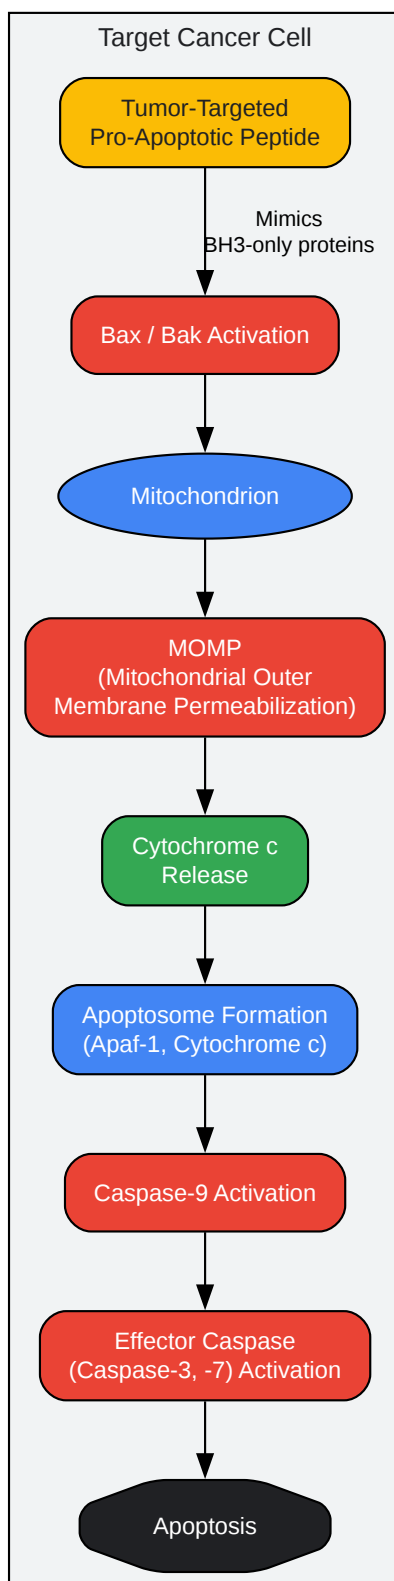 Target Cancer Cell
Tumor-Targeted
Pro-Apoptotic Peptide
Mimics
BH3-only proteins
Bax / Bak Activation
Mitochondrion
MOMP
(Mitochondrial Outer
Membrane Permeabilization)
Cytochrome c
Release
Apoptosome Formation
(Apaf-1, Cytochrome c)
Caspase-9 Activation
Effector Caspase
(Caspase-3, -7) Activation
Apoptosis